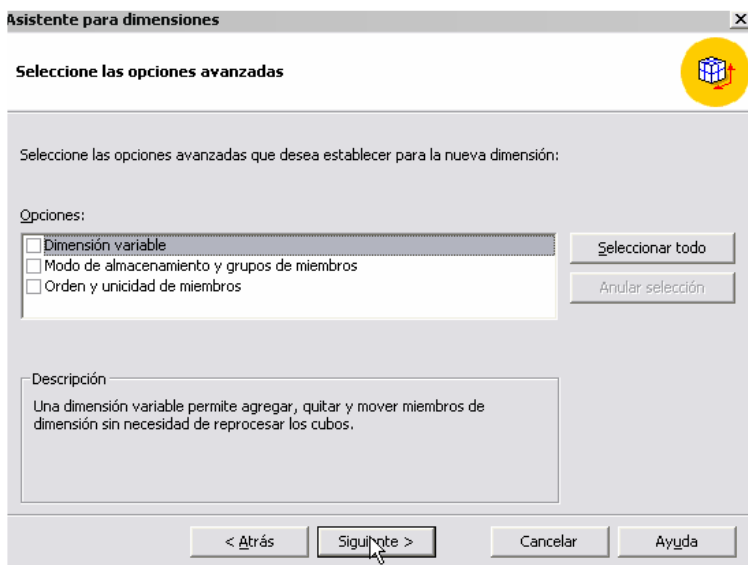 Asistente para dimensiones
Seleccione las opciones avanzadas
Seleccione las opciones avanzadas que desea establecer para la nueva dimensión:
Opciones:
Dimensión variable
Modo de almacenamiento y grupos de miembros
Orden y unicidad de miembros
Seleccionar todo
Anular selección
Descripción
Una dimensión variable permite agregar, quitar y mover miembros de
dimensión sin necesidad de reprocesar los cubos.
< Atrás
Siguiente >
Cancelar
Ayuda